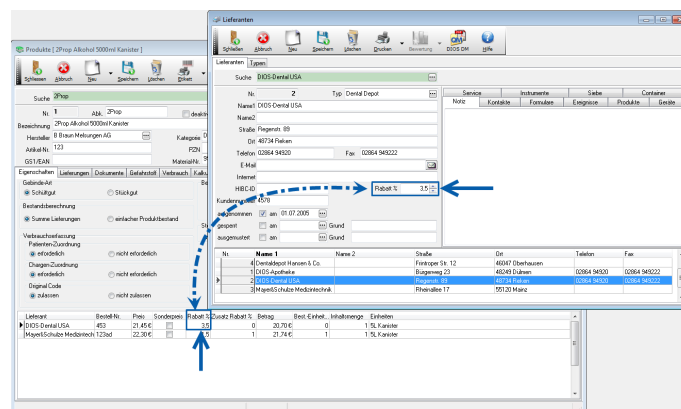 Lieferanten
Schließen Abbruch Neu Speichern Löschen Drucken Bewertung DIOS DM Hilfe
Lieferanten Typen
Suche DIOS-Dental USA
Nr. 2 Typ Dental Depot
Name1 DIOS-Dental USA
Name2
Straße Regenstr. 89
Ort 48734 Reken
Telefon 02864 94920 Fax 02864 949222
E-Mail
Internet
HIBC-ID Rabatt % 3,5
Kundennummer 4578
aufgenommen am 01.07.2005
gesperrt am Grund
ausgemustert am Grund
Service Instrumente Siebe Container
Notiz Kontakte Formulare Ereignisse Produkte Geräte
Nr. Name 1 Name 2 Straße Ort Telefon Fax
4 Dentaldepot Hansen & Co. Frintroper Str. 12 46047 Oberhausen
1 DIOS-Apotheke Bürgerweg 23 48249 Dülmen 02864 94920 02864 949222
2 DIOS-Dental USA Regenstr. 89 48734 Reken 02864 94920 02864 949222
3 Mayer&Schulze Medizintechnik Rheinallee 17 55120 Mainz
Produkte [ 2Prop Alkohol 5000ml Kanister ]
Schliessen Abbruch Neu Speichern Löschen Etikett
Suche 2Prop
Nr. 1 Abk. 2Prop deaktiv
Bezeichnung 2Prop Alkohol 5000ml Kanister
Hersteller B.Braun Melsungen AG Kategorie
Artikel-Nr. 123 PZN
GS1/EAN Material-Nr.
Eigenschaften Lieferungen Dokumente Gefahrstoff Verbrauch Kalku
Gebinde-Art
Schüttgut Stückgut
Bestandsberechnung
Summe Lieferungen einfacher Produktbestand
Verbrauchserfassung
Patienten-Zuordnung
erforderlich nicht erforderlich
Chargen-Zuordnung
erforderlich nicht erforderlich
Original Code
zulassen nicht zulassen
Lieferant Bestell-Nr. Preis Sonderpreis Rabatt % Zusatz Rabatt % Betrag Best.Einheit... Inhaltsmenge Einheiten
DIOS-Dental USA 453 21,45 € 3,5 0 20,70 € 0 1 5L Kanister
Mayer&Schulze Medizintech 123ad 22,30 € 1 21,74 € 1 1 5L Kanister